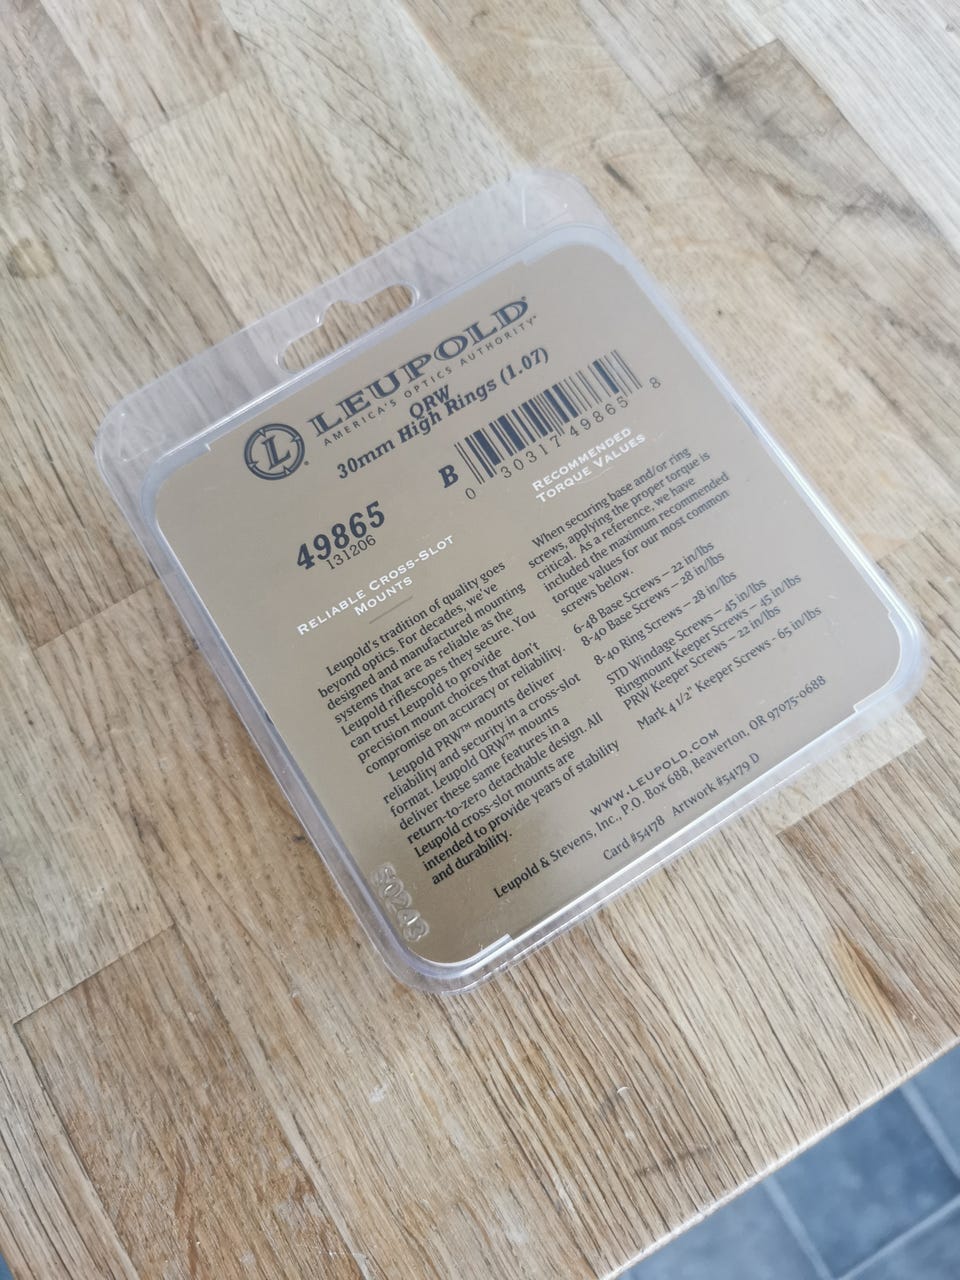 L
LEUPOLD®
AMERICA'S OPTICS AUTHORITY®
QRW
30mm High Rings (1.07)
B
0 30317 49865 8
49865
131206
RELIABLE CROSS-SLOT
MOUNTS
Leupold's tradition of quality goes
beyond optics. For decades, we've
designed and manufactured mounting
systems that are as reliable as the
Leupold riflescopes they secure. You
can trust Leupold to provide
precision mount choices that don't
compromise on accuracy or reliability.
Leupold PRW™ mounts deliver
reliability and security in a cross-slot
format. Leupold QRW™ mounts
deliver these same features in a
return-to-zero detachable design. All
Leupold cross-slot mounts are
intended to provide years of stability
and durability.
RECOMMENDED
TORQUE VALUES
When securing base and/or ring
screws, applying the proper torque is
critical. As a reference, we have
included the maximum recommended
torque values for our most common
screws below.
6-48 Base Screws – 22 in/lbs
8-40 Base Screws – 28 in/lbs
8-40 Ring Screws – 28 in/lbs
STD Windage Screws – 45 in/lbs
Ringmount Keeper Screws – 45 in/lbs
PRW Keeper Screws – 22 in/lbs
Mark 4 1/2" Keeper Screws - 65 in/lbs
WWW.LEUPOLD.COM
Leupold & Stevens, Inc., P.O. Box 688, Beaverton, OR 97075-0688
Card #54178 Artwork #54179 D
50243